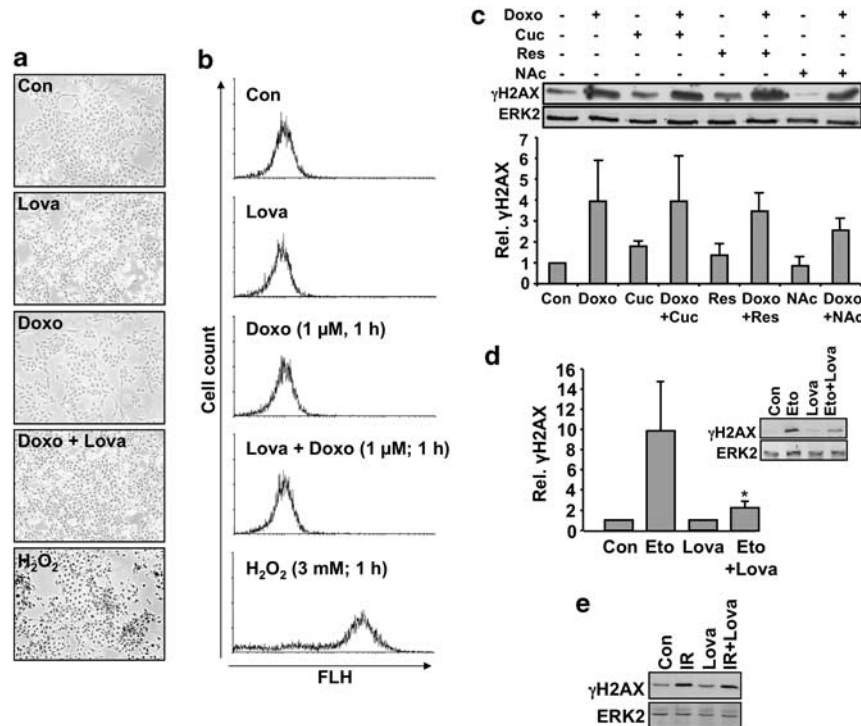 a
Con
Lova
Doxo
Doxo + Lova
H₂O₂
b
Cell count
Con
Lova
Doxo (1 µM, 1 h)
Lova + Doxo (1 µM; 1 h)
H₂O₂ (3 mM; 1 h)
FLH
c
Doxo - + - + - + - +
Cuc - - + + - - - -
Res - - - - + + - -
NAc - - - - - - + +
γH2AX
ERK2
Rel. γH2AX
7
6
5
4
3
2
1
0
Con Doxo Cuc Doxo +Cuc Res Doxo +Res NAc Doxo +NAc
d
Rel. γH2AX
16
14
12
10
8
6
4
2
0
*
Con Eto Lova Eto +Lova
Con Eto Lova Eto+Lova
γH2AX
ERK2
e
Con IR Lova IR+Lova
γH2AX
ERK2